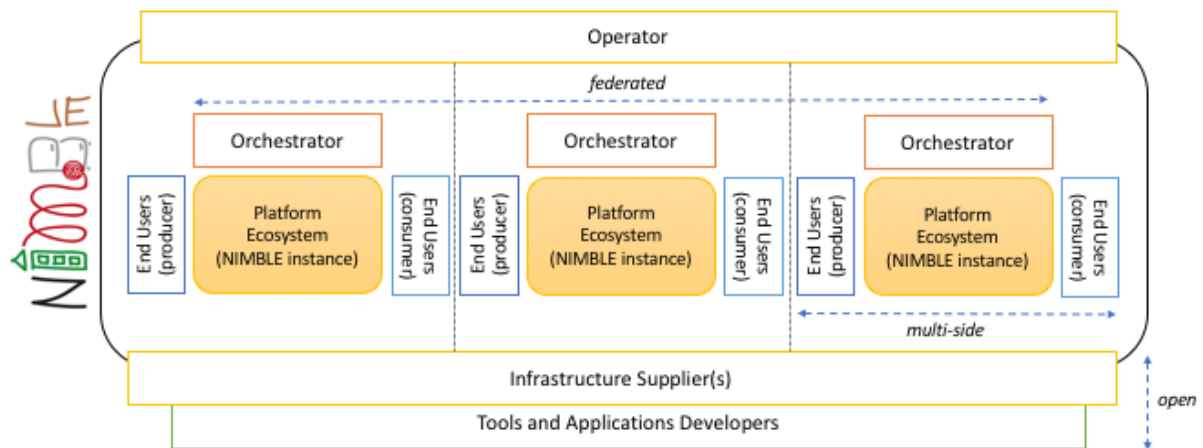 Operator
federated
Orchestrator
Orchestrator
Orchestrator
End Users
(producer)
Platform
Ecosystem
(NIMBLE instance)
End Users
(consumer)
End Users
(producer)
Platform
Ecosystem
(NIMBLE instance)
End Users
(consumer)
End Users
(producer)
Platform
Ecosystem
(NIMBLE instance)
End Users
(consumer)
multi-side
Infrastructure Supplier(s)
open
Tools and Applications Developers
NIMBLE